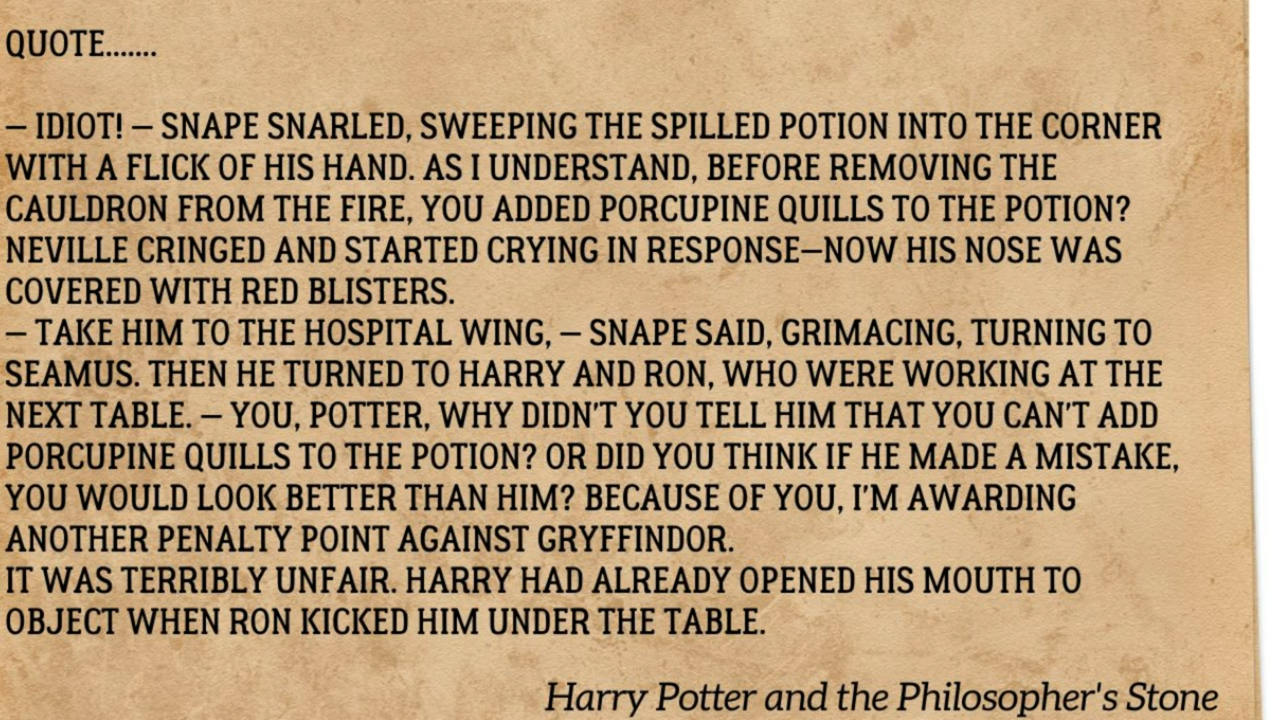 QUOTE.......
– IDIOT! – SNAPE SNARLED, SWEEPING THE SPILLED POTION INTO THE CORNER
WITH A FLICK OF HIS HAND. AS I UNDERSTAND, BEFORE REMOVING THE
CAULDRON FROM THE FIRE, YOU ADDED PORCUPINE QUILLS TO THE POTION?
NEVILLE CRINGED AND STARTED CRYING IN RESPONSE–NOW HIS NOSE WAS
COVERED WITH RED BLISTERS.
– TAKE HIM TO THE HOSPITAL WING, – SNAPE SAID, GRIMACING, TURNING TO
SEAMUS. THEN HE TURNED TO HARRY AND RON, WHO WERE WORKING AT THE
NEXT TABLE. – YOU, POTTER, WHY DIDN'T YOU TELL HIM THAT YOU CAN'T ADD
PORCUPINE QUILLS TO THE POTION? OR DID YOU THINK IF HE MADE A MISTAKE,
YOU WOULD LOOK BETTER THAN HIM? BECAUSE OF YOU, I'M AWARDING
ANOTHER PENALTY POINT AGAINST GRYFFINDOR.
IT WAS TERRIBLY UNFAIR. HARRY HAD ALREADY OPENED HIS MOUTH TO
OBJECT WHEN RON KICKED HIM UNDER THE TABLE.
Harry Potter and the Philosopher's Stone